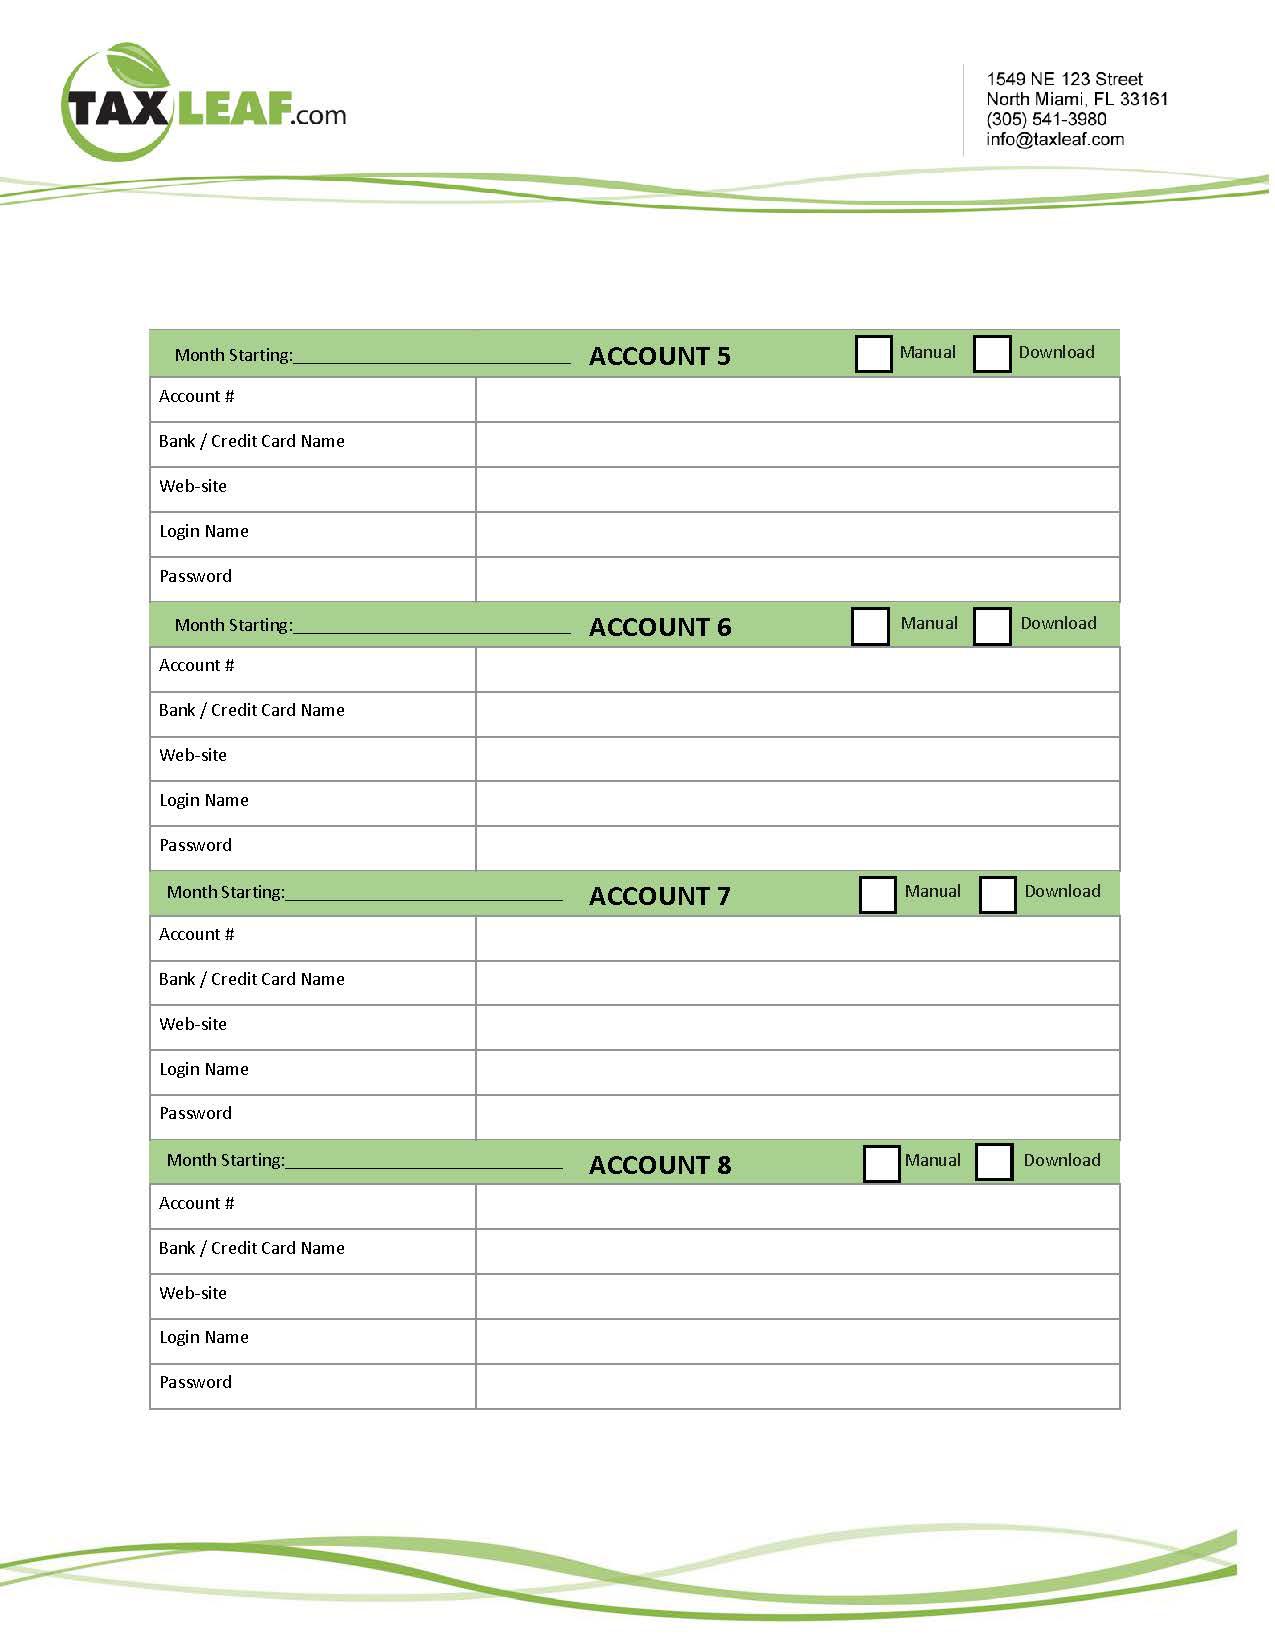 TAXLEAF.com
1549 NE 123 Street
North Miami, FL 33161
(305) 541-3980
info@taxleaf.com
Month Starting:____________________________ ACCOUNT 5 Manual Download
Account #
Bank / Credit Card Name
Web-site
Login Name
Password
Month Starting:____________________________ ACCOUNT 6 Manual Download
Account #
Bank / Credit Card Name
Web-site
Login Name
Password
Month Starting:____________________________ ACCOUNT 7 Manual Download
Account #
Bank / Credit Card Name
Web-site
Login Name
Password
Month Starting:____________________________ ACCOUNT 8 Manual Download
Account #
Bank / Credit Card Name
Web-site
Login Name
Password